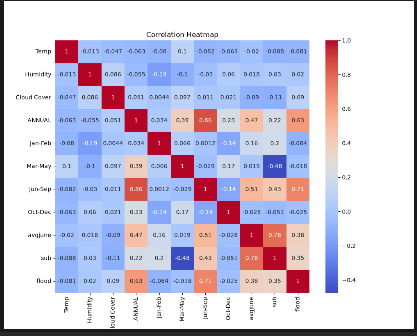 Correlation Heatmap
Temp 1 -0.013 -0.047 -0.063 -0.08 0.1 -0.082 -0.063 -0.02 -0.088 -0.081
Humidity -0.013 1 0.086 -0.055 -0.19 -0.1 -0.03 0.06 0.018 0.03 0.02
Cloud Cover -0.047 0.086 1 0.051 0.0044 0.097 0.011 0.021 -0.09 -0.11 0.09
ANNUAL -0.063 -0.055 0.051 1 0.034 0.39 0.86 0.23 0.47 0.22 0.63
Jan-Feb -0.08 -0.19 0.0044 0.034 1 0.066 0.0012 -0.14 0.16 0.2 -0.084
Mar-May 0.1 -0.1 0.097 0.39 0.066 1 -0.029 0.17 0.019 -0.48 -0.018
Jun-Sep -0.082 -0.03 0.011 0.86 0.0012 -0.029 1 -0.14 0.51 0.43 0.71
Oct-Dec -0.063 0.06 0.021 0.23 -0.14 0.17 -0.14 1 -0.028 -0.051 -0.025
avgjune -0.02 0.018 -0.09 0.47 0.16 0.019 0.51 -0.028 1 0.78 0.38
sub -0.088 0.03 -0.11 0.22 0.2 -0.48 0.43 -0.051 0.78 1 0.35
flood -0.081 0.02 0.09 0.63 -0.084 -0.018 0.71 -0.025 0.38 0.35 1
Temp Humidity loud Cover ANNUAL Jan-Feb Mar-May Jun-Sep Oct-Dec avgjune sub flood
1.0
0.8
0.6
0.4
0.2
0.0
−0.2
−0.4